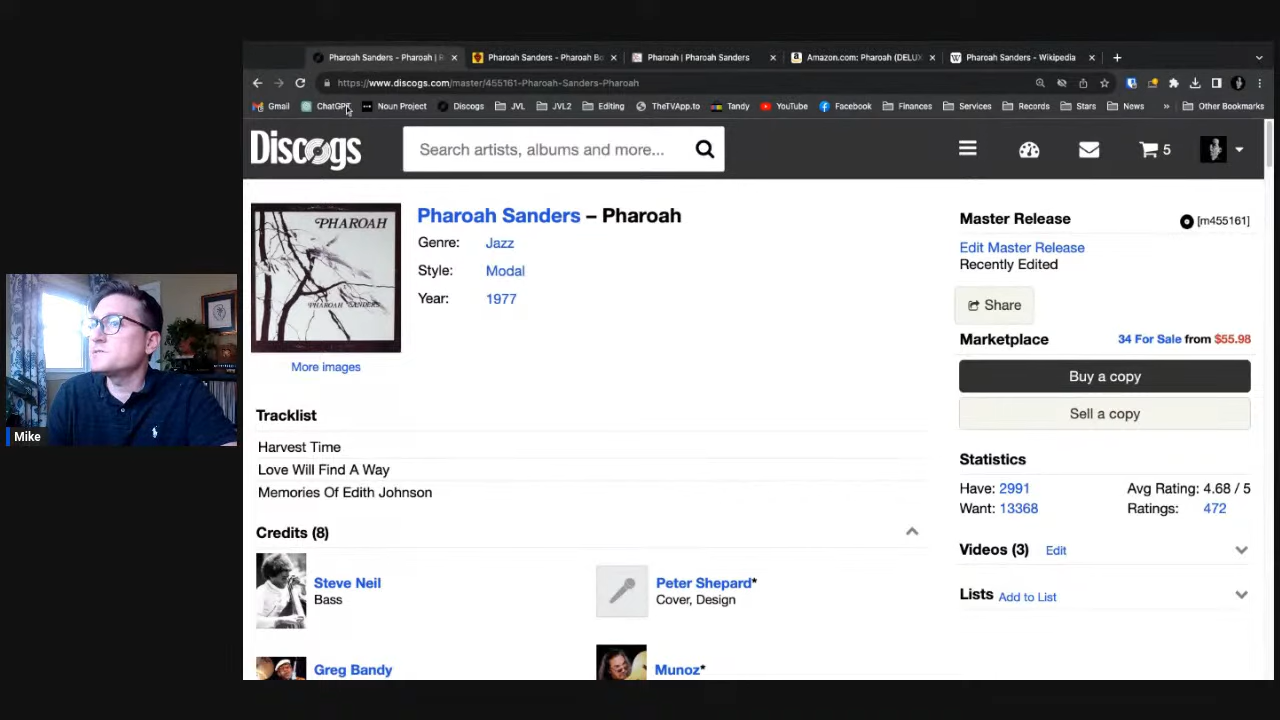 Pharoah Sanders - Pharoah | R
Pharoah Sanders - Pharoah Bo
Pharoah | Pharoah Sanders
Amazon.com: Pharoah (DELUX
Pharoah Sanders - Wikipedia
https://www.discogs.com/master/455161-Pharoah-Sanders-Pharoah
Gmail
ChatGPT
Noun Project
Discogs
JVL
JVL2
Editing
TheTVApp.to
Tandy
YouTube
Facebook
Finances
Services
Records
Stars
News
»
Other Bookmarks
Discogs
Search artists, albums and more...
5
PHAROAH
PHAROAH SANDERS
More images
Pharoah Sanders – Pharoah
Genre: Jazz
Style: Modal
Year: 1977
Tracklist
Harvest Time
Love Will Find A Way
Memories Of Edith Johnson
Credits (8)
Steve Neil
Bass
Peter Shepard*
Cover, Design
Greg Bandy
Munoz*
Master Release
[m455161]
Edit Master Release
Recently Edited
Share
Marketplace
34 For Sale from $55.98
Buy a copy
Sell a copy
Statistics
Have: 2991
Avg Rating: 4.68 / 5
Want: 13368
Ratings: 472
Videos (3) Edit
Lists Add to List
Mike